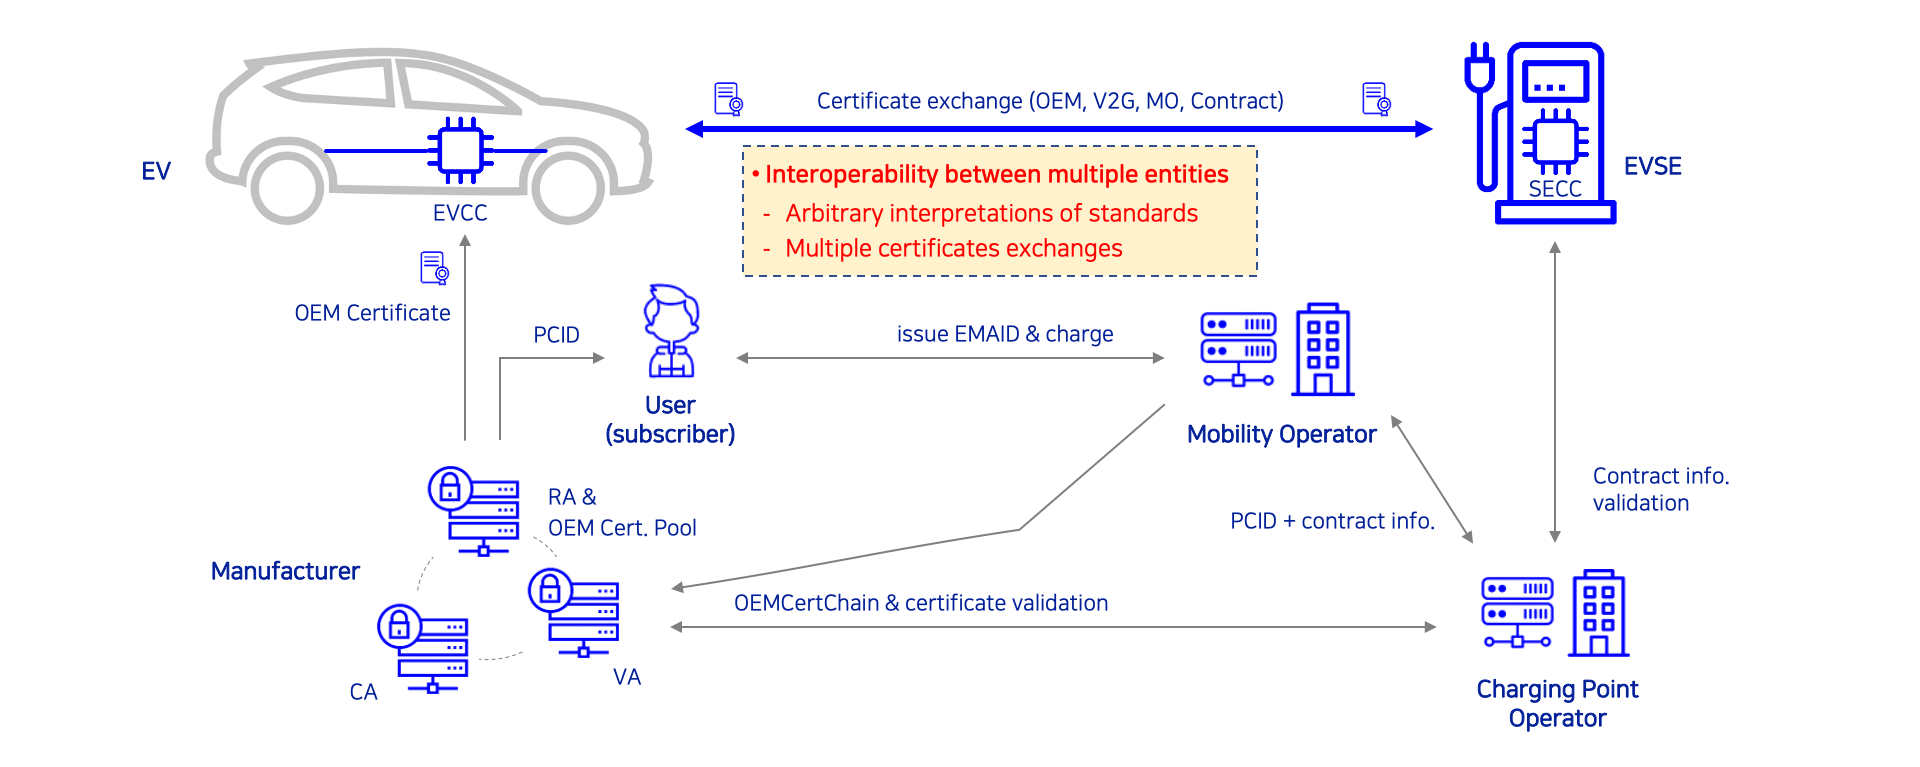 Certificate exchange (OEM, V2G, MO, Contract)
EV
EVCC
• Interoperability between multiple entities
- Arbitrary interpretations of standards
- Multiple certificates exchanges
SECC
EVSE
OEM Certificate
PCID
User
(subscriber)
issue EMAID & charge
Mobility Operator
Contract info.
validation
PCID + contract info.
RA &
OEM Cert. Pool
Manufacturer
CA
VA
OEMCertChain & certificate validation
Charging Point
Operator